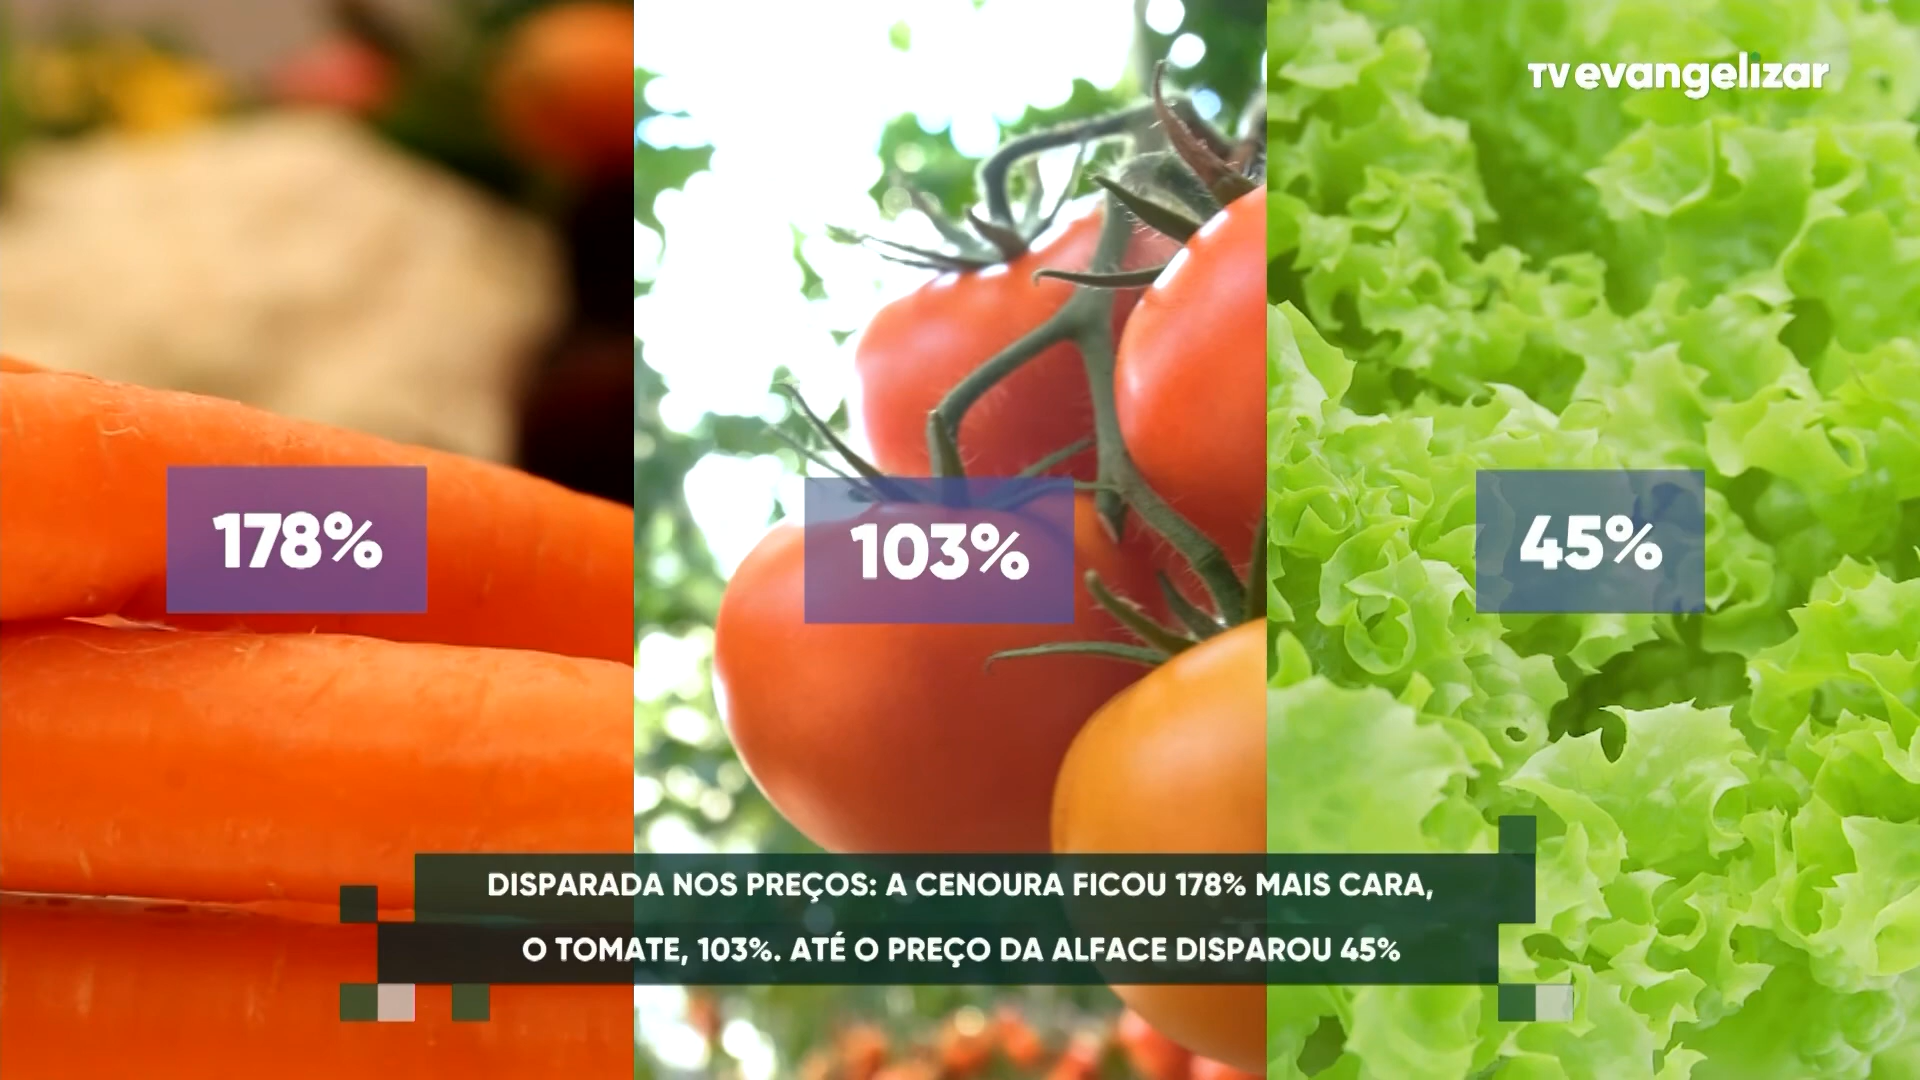 TV evangelizar
178%
103%
45%
DISPARADA NOS PREÇOS: A CENOURA FICOU 178% MAIS CARA,
O TOMATE, 103%. ATÉ O PREÇO DA ALFACE DISPAROU 45%